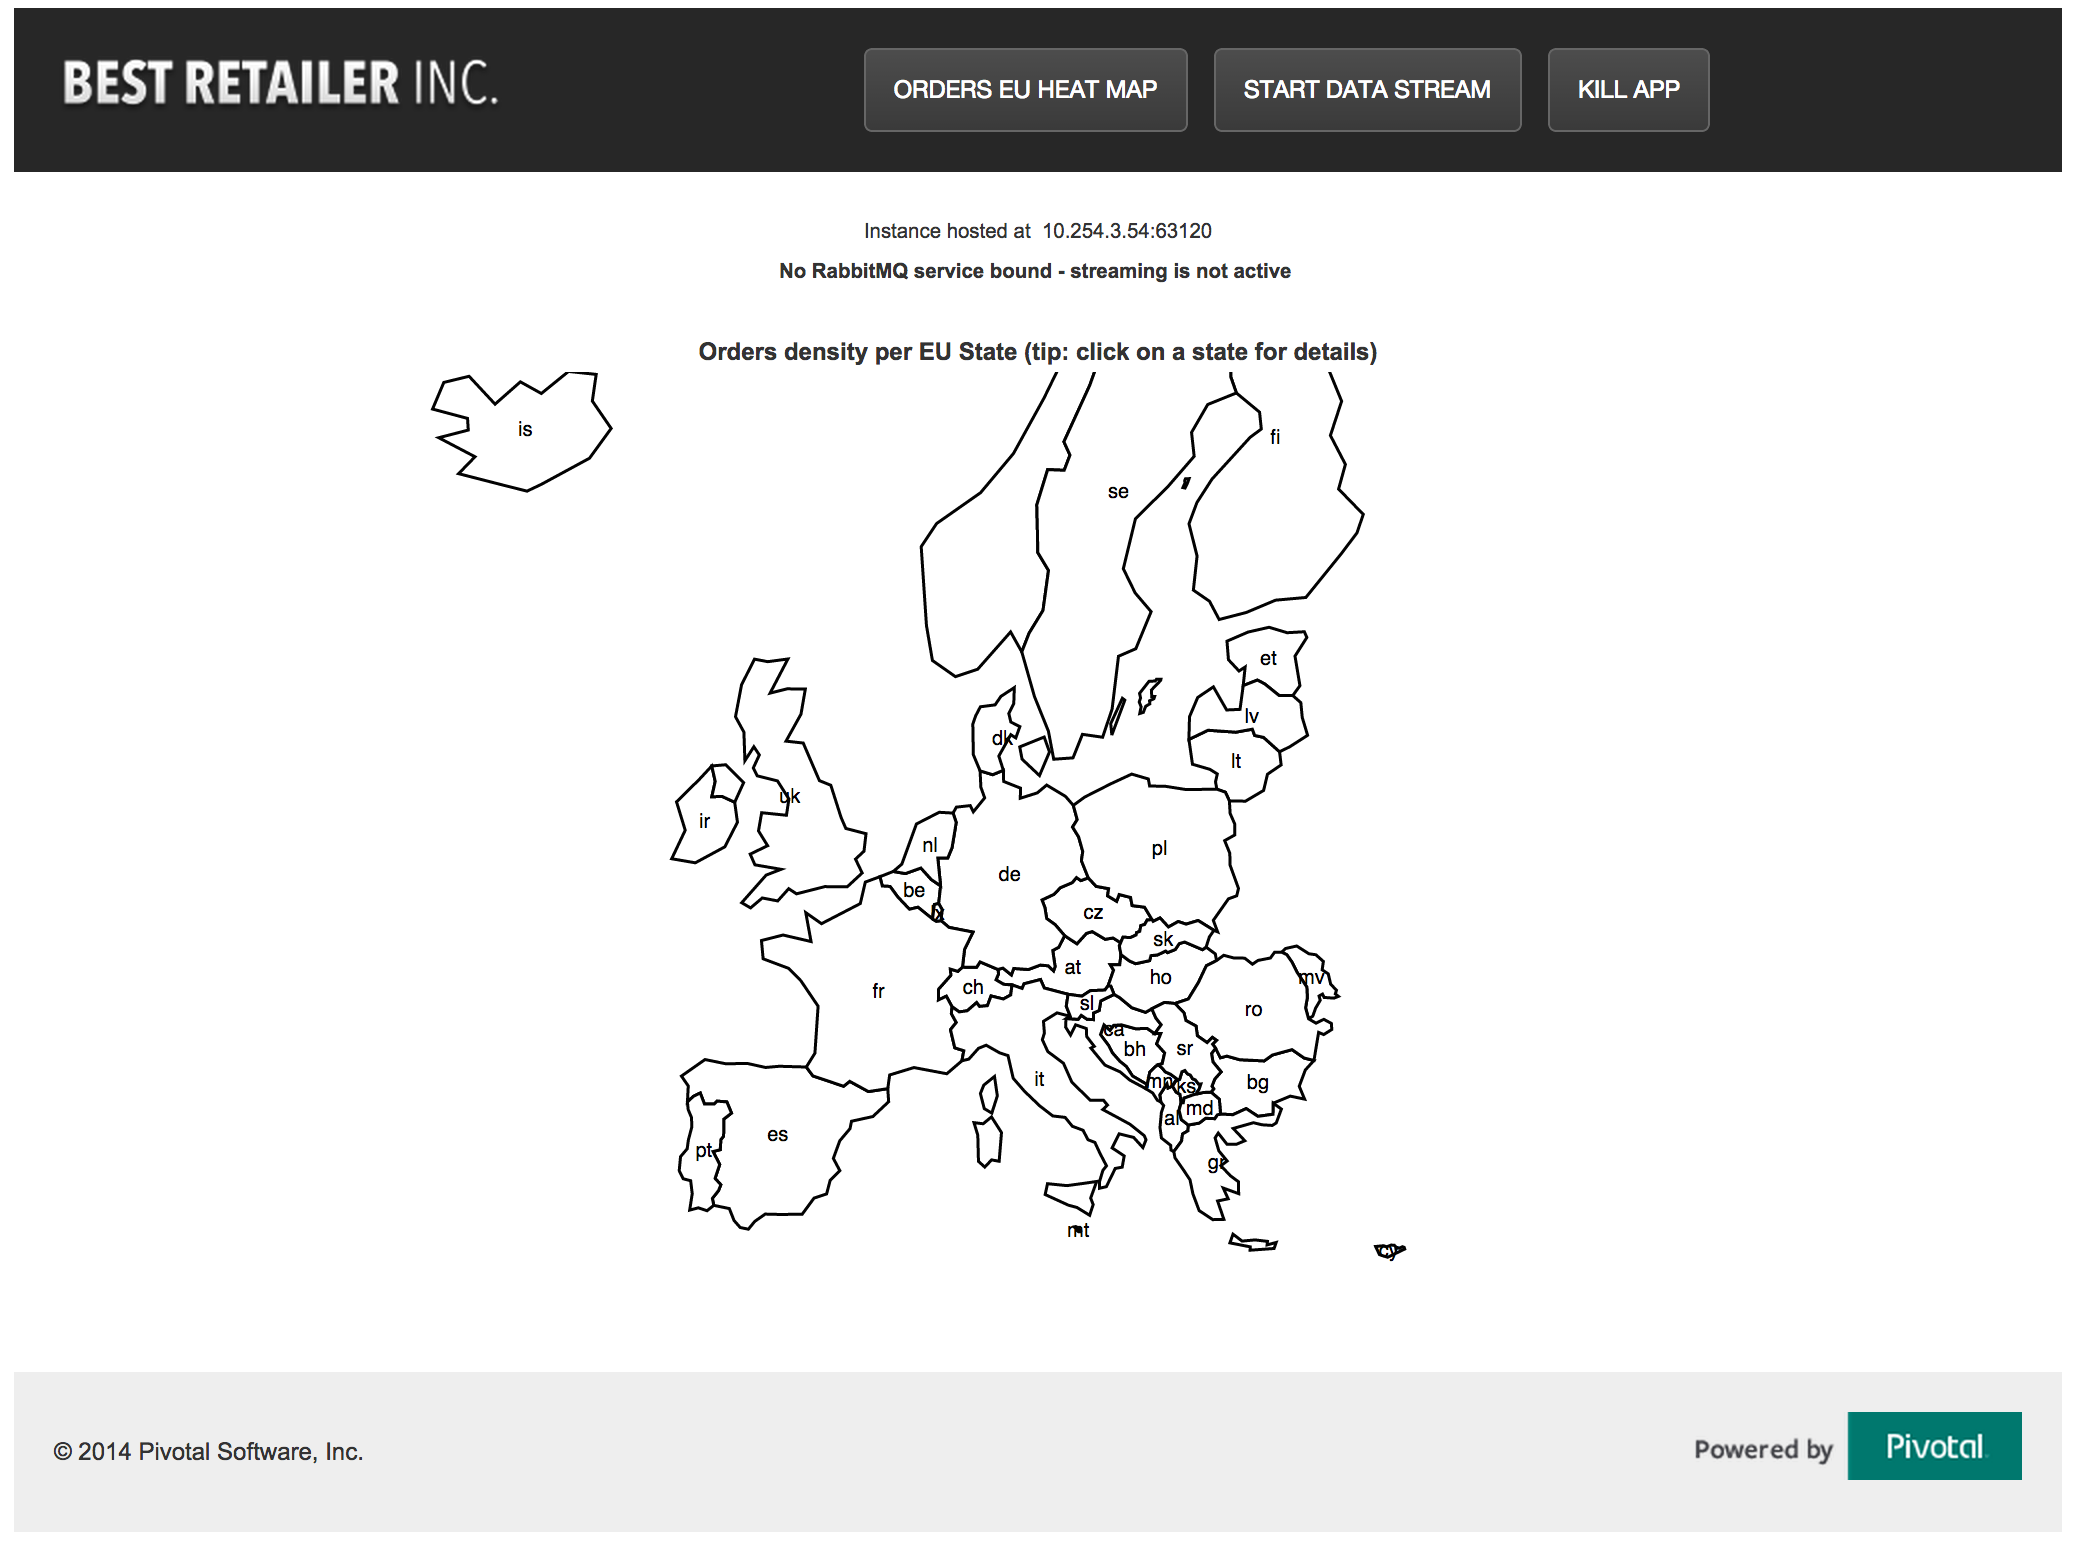 BEST RETAILER INC.
ORDERS EU HEAT MAP
START DATA STREAM
KILL APP
Instance hosted at 10.254.3.54:63120
No RabbitMQ service bound - streaming is not active
Orders density per EU State (tip: click on a state for details)
is
fi
se
et
lv
dk
lt
uk
ir
nl
pl
de
be
lx
cz
sk
at
ho
mv
ch
fr
sl
ro
ca
bh
sr
it
mn
ks
bg
md
al
es
pt
gr
mt
cy
© 2014 Pivotal Software, Inc.
Powered by
Pivotal